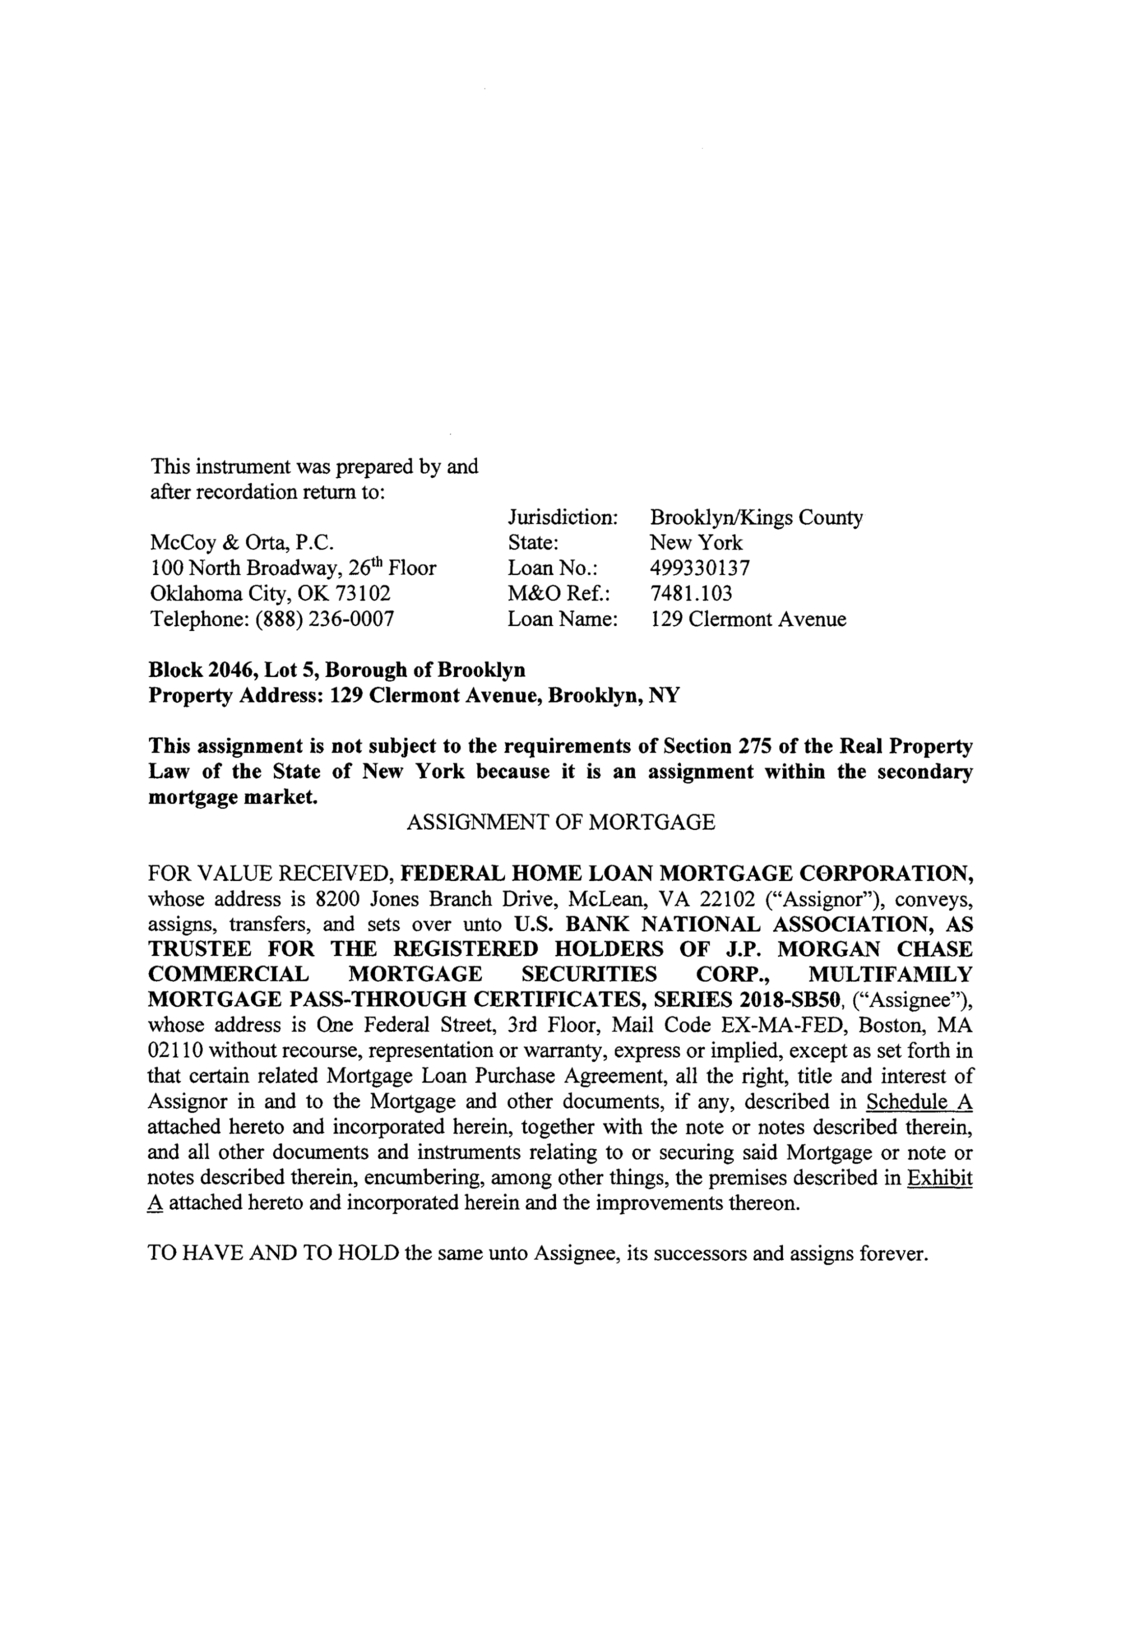 This instrument was prepared by and
after recordation return to:
McCoy & Orta, P.C.
100 North Broadway, 26th Floor
Oklahoma City, OK 73102
Telephone: (888) 236-0007
Jurisdiction: Brooklyn/Kings County
State: New York
Loan No.: 499330137
M&O Ref.: 7481.103
Loan Name: 129 Clermont Avenue
Block 2046, Lot 5, Borough of Brooklyn
Property Address: 129 Clermont Avenue, Brooklyn, NY
This assignment is not subject to the requirements of Section 275 of the Real Property
Law of the State of New York because it is an assignment within the secondary
mortgage market.
ASSIGNMENT OF MORTGAGE
FOR VALUE RECEIVED, FEDERAL HOME LOAN MORTGAGE CORPORATION,
whose address is 8200 Jones Branch Drive, McLean, VA 22102 (“Assignor”), conveys,
assigns, transfers, and sets over unto U.S. BANK NATIONAL ASSOCIATION, AS
TRUSTEE FOR THE REGISTERED HOLDERS OF J.P. MORGAN CHASE
COMMERCIAL MORTGAGE SECURITIES CORP., MULTIFAMILY
MORTGAGE PASS-THROUGH CERTIFICATES, SERIES 2018-SB50, (“Assignee”),
whose address is One Federal Street, 3rd Floor, Mail Code EX-MA-FED, Boston, MA
02110 without recourse, representation or warranty, express or implied, except as set forth in
that certain related Mortgage Loan Purchase Agreement, all the right, title and interest of
Assignor in and to the Mortgage and other documents, if any, described in Schedule A
attached hereto and incorporated herein, together with the note or notes described therein,
and all other documents and instruments relating to or securing said Mortgage or note or
notes described therein, encumbering, among other things, the premises described in Exhibit
A attached hereto and incorporated herein and the improvements thereon.
TO HAVE AND TO HOLD the same unto Assignee, its successors and assigns forever.